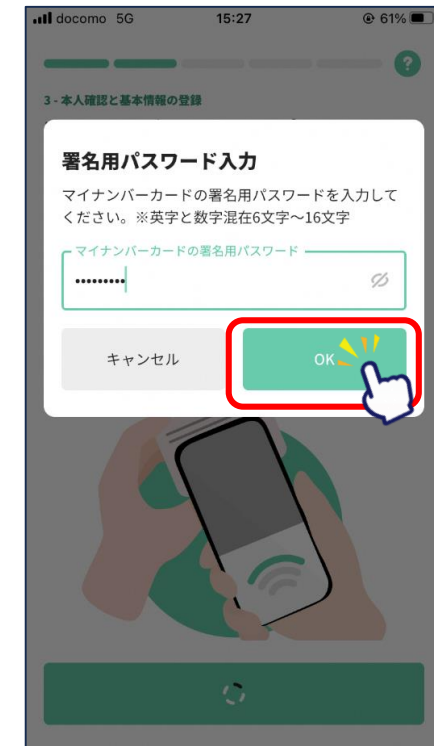 docomo 5G 15:27 61%
?
3 - 本人確認と基本情報の登録
署名用パスワード入力
マイナンバーカードの署名用パスワードを入力して
ください。※英字と数字混在6文字～16文字
マイナンバーカードの署名用パスワード
•••••••••
キャンセル OK